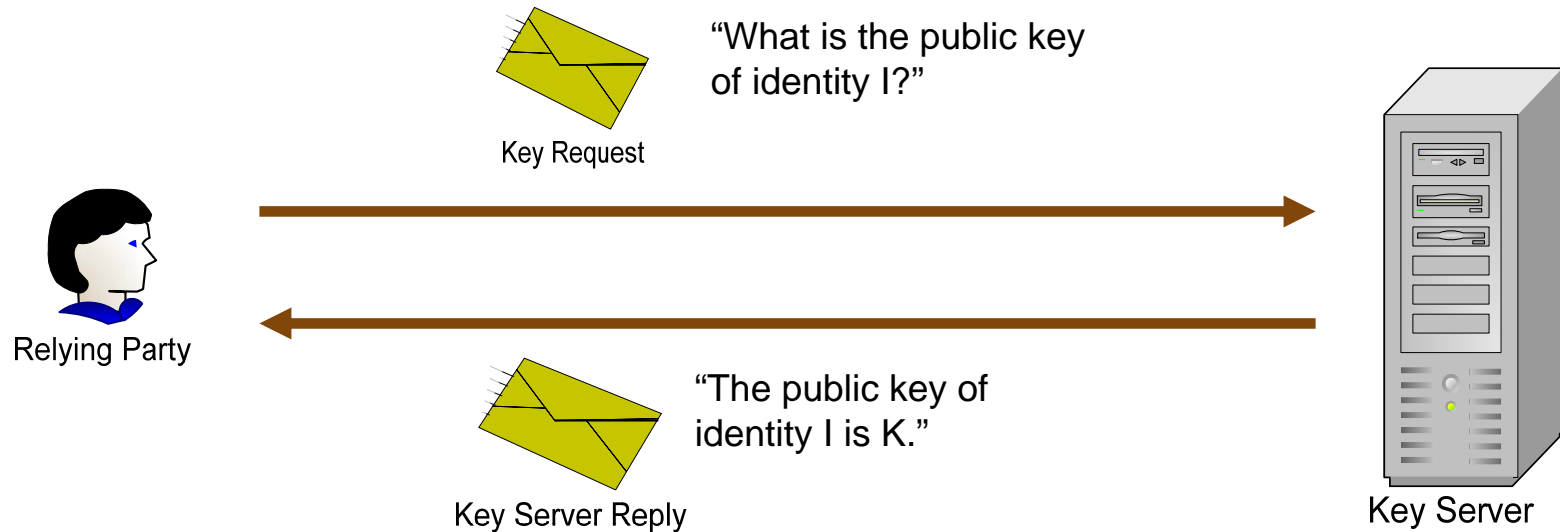 “What is the public key
of identity I?”
Key Request
Relying Party
“The public key of
identity I is K.”
Key Server Reply
Key Server